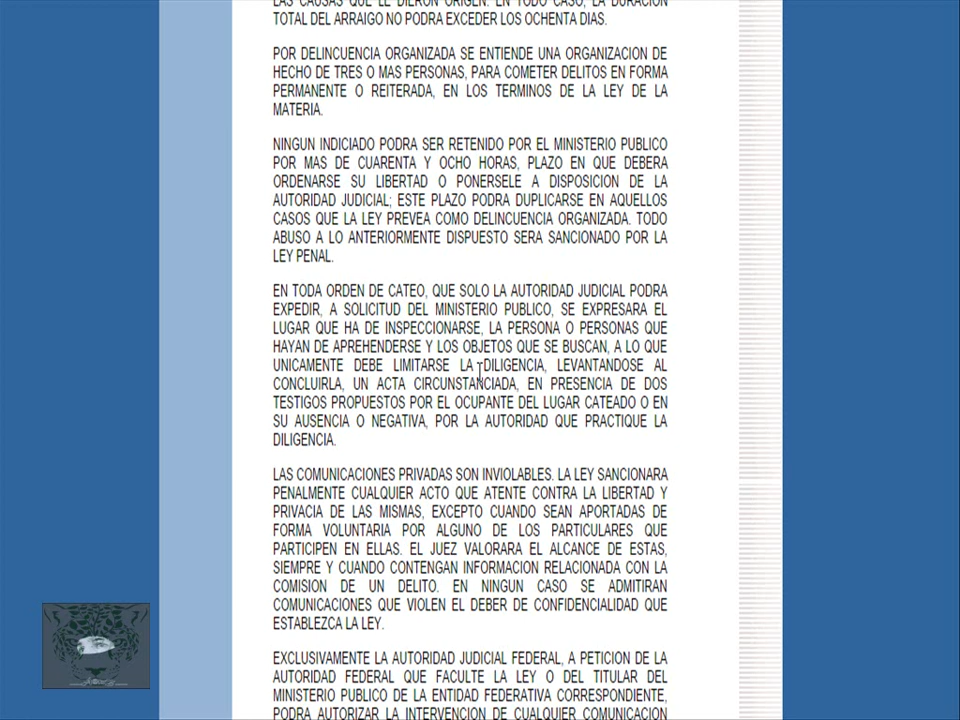 LAS CAUSAS QUE LE DIERON ORIGEN. EN TODO CASO, LA DURACION
TOTAL DEL ARRAIGO NO PODRA EXCEDER LOS OCHENTA DIAS.
POR DELINCUENCIA ORGANIZADA SE ENTIENDE UNA ORGANIZACION DE
HECHO DE TRES O MAS PERSONAS, PARA COMETER DELITOS EN FORMA
PERMANENTE O REITERADA, EN LOS TERMINOS DE LA LEY DE LA
MATERIA.
NINGUN INDICIADO PODRA SER RETENIDO POR EL MINISTERIO PUBLICO
POR MAS DE CUARENTA Y OCHO HORAS, PLAZO EN QUE DEBERA
ORDENARSE SU LIBERTAD O PONERSELE A DISPOSICION DE LA
AUTORIDAD JUDICIAL; ESTE PLAZO PODRA DUPLICARSE EN AQUELLOS
CASOS QUE LA LEY PREVEA COMO DELINCUENCIA ORGANIZADA. TODO
ABUSO A LO ANTERIORMENTE DISPUESTO SERA SANCIONADO POR LA
LEY PENAL.
EN TODA ORDEN DE CATEO, QUE SOLO LA AUTORIDAD JUDICIAL PODRA
EXPEDIR, A SOLICITUD DEL MINISTERIO PUBLICO, SE EXPRESARA EL
LUGAR QUE HA DE INSPECCIONARSE, LA PERSONA O PERSONAS QUE
HAYAN DE APREHENDERSE Y LOS OBJETOS QUE SE BUSCAN, A LO QUE
UNICAMENTE DEBE LIMITARSE LA DILIGENCIA, LEVANTANDOSE AL
CONCLUIRLA, UN ACTA CIRCUNSTANCIADA, EN PRESENCIA DE DOS
TESTIGOS PROPUESTOS POR EL OCUPANTE DEL LUGAR CATEADO O EN
SU AUSENCIA O NEGATIVA, POR LA AUTORIDAD QUE PRACTIQUE LA
DILIGENCIA.
LAS COMUNICACIONES PRIVADAS SON INVIOLABLES. LA LEY SANCIONARA
PENALMENTE CUALQUIER ACTO QUE ATENTE CONTRA LA LIBERTAD Y
PRIVACIA DE LAS MISMAS, EXCEPTO CUANDO SEAN APORTADAS DE
FORMA VOLUNTARIA POR ALGUNO DE LOS PARTICULARES QUE
PARTICIPEN EN ELLAS. EL JUEZ VALORARA EL ALCANCE DE ESTAS,
SIEMPRE Y CUANDO CONTENGAN INFORMACION RELACIONADA CON LA
COMISION DE UN DELITO. EN NINGUN CASO SE ADMITIRAN
COMUNICACIONES QUE VIOLEN EL DEBER DE CONFIDENCIALIDAD QUE
ESTABLEZCA LA LEY.
EXCLUSIVAMENTE LA AUTORIDAD JUDICIAL FEDERAL, A PETICION DE LA
AUTORIDAD FEDERAL QUE FACULTE LA LEY O DEL TITULAR DEL
MINISTERIO PUBLICO DE LA ENTIDAD FEDERATIVA CORRESPONDIENTE,
PODRA AUTORIZAR LA INTERVENCION DE CUALQUIER COMUNICACION